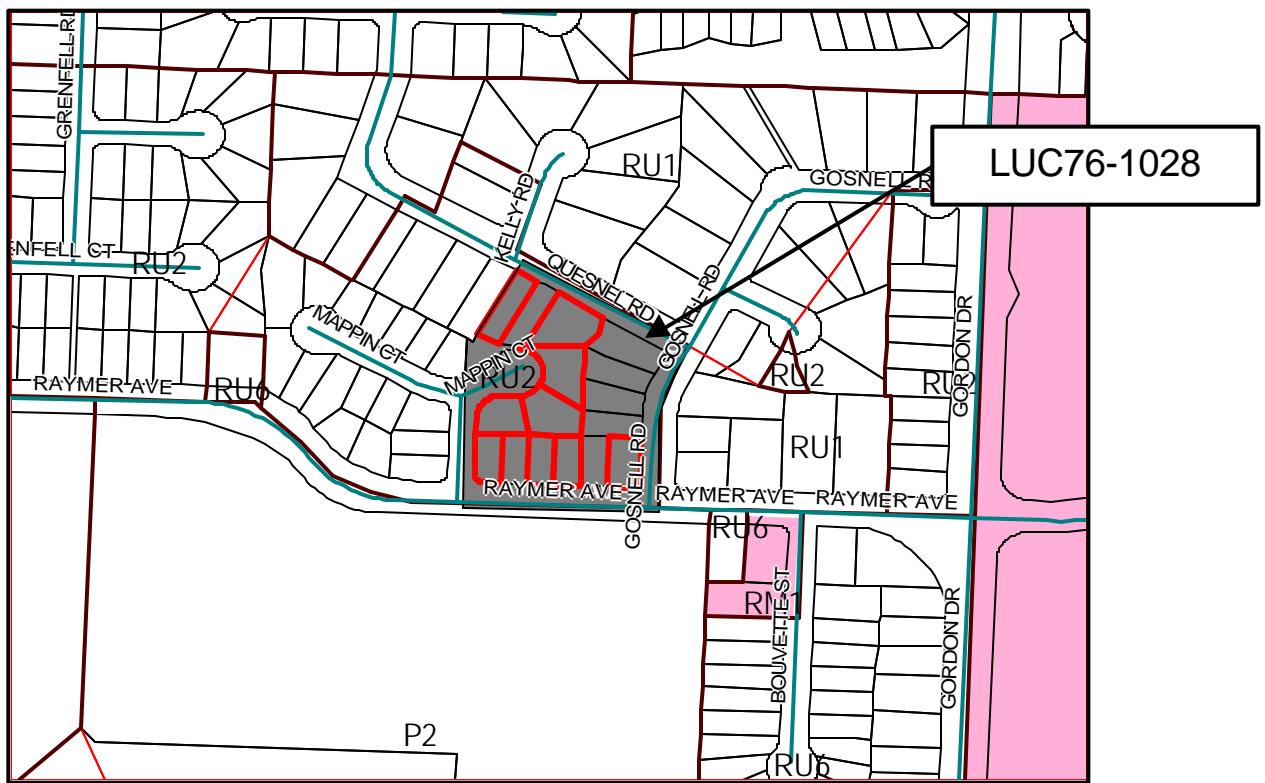 GRENFELL RD
LUC76-1028
RU1
GOSNELL R
KELLY RD
ENFELL CT
RU2
QUESNEL RD
GOSNELL RD
GORDON DR
MAPPIN CT
MAPPIN CT
RU2
RU2
RU2
RAYMER AVE
RU6
RU1
GOSNELL RD
RAYMER AVE
RAYMER AVE
RAYMER AVE
RU6
RM1
BOUVETTE ST
GORDON DR
P2
RU6